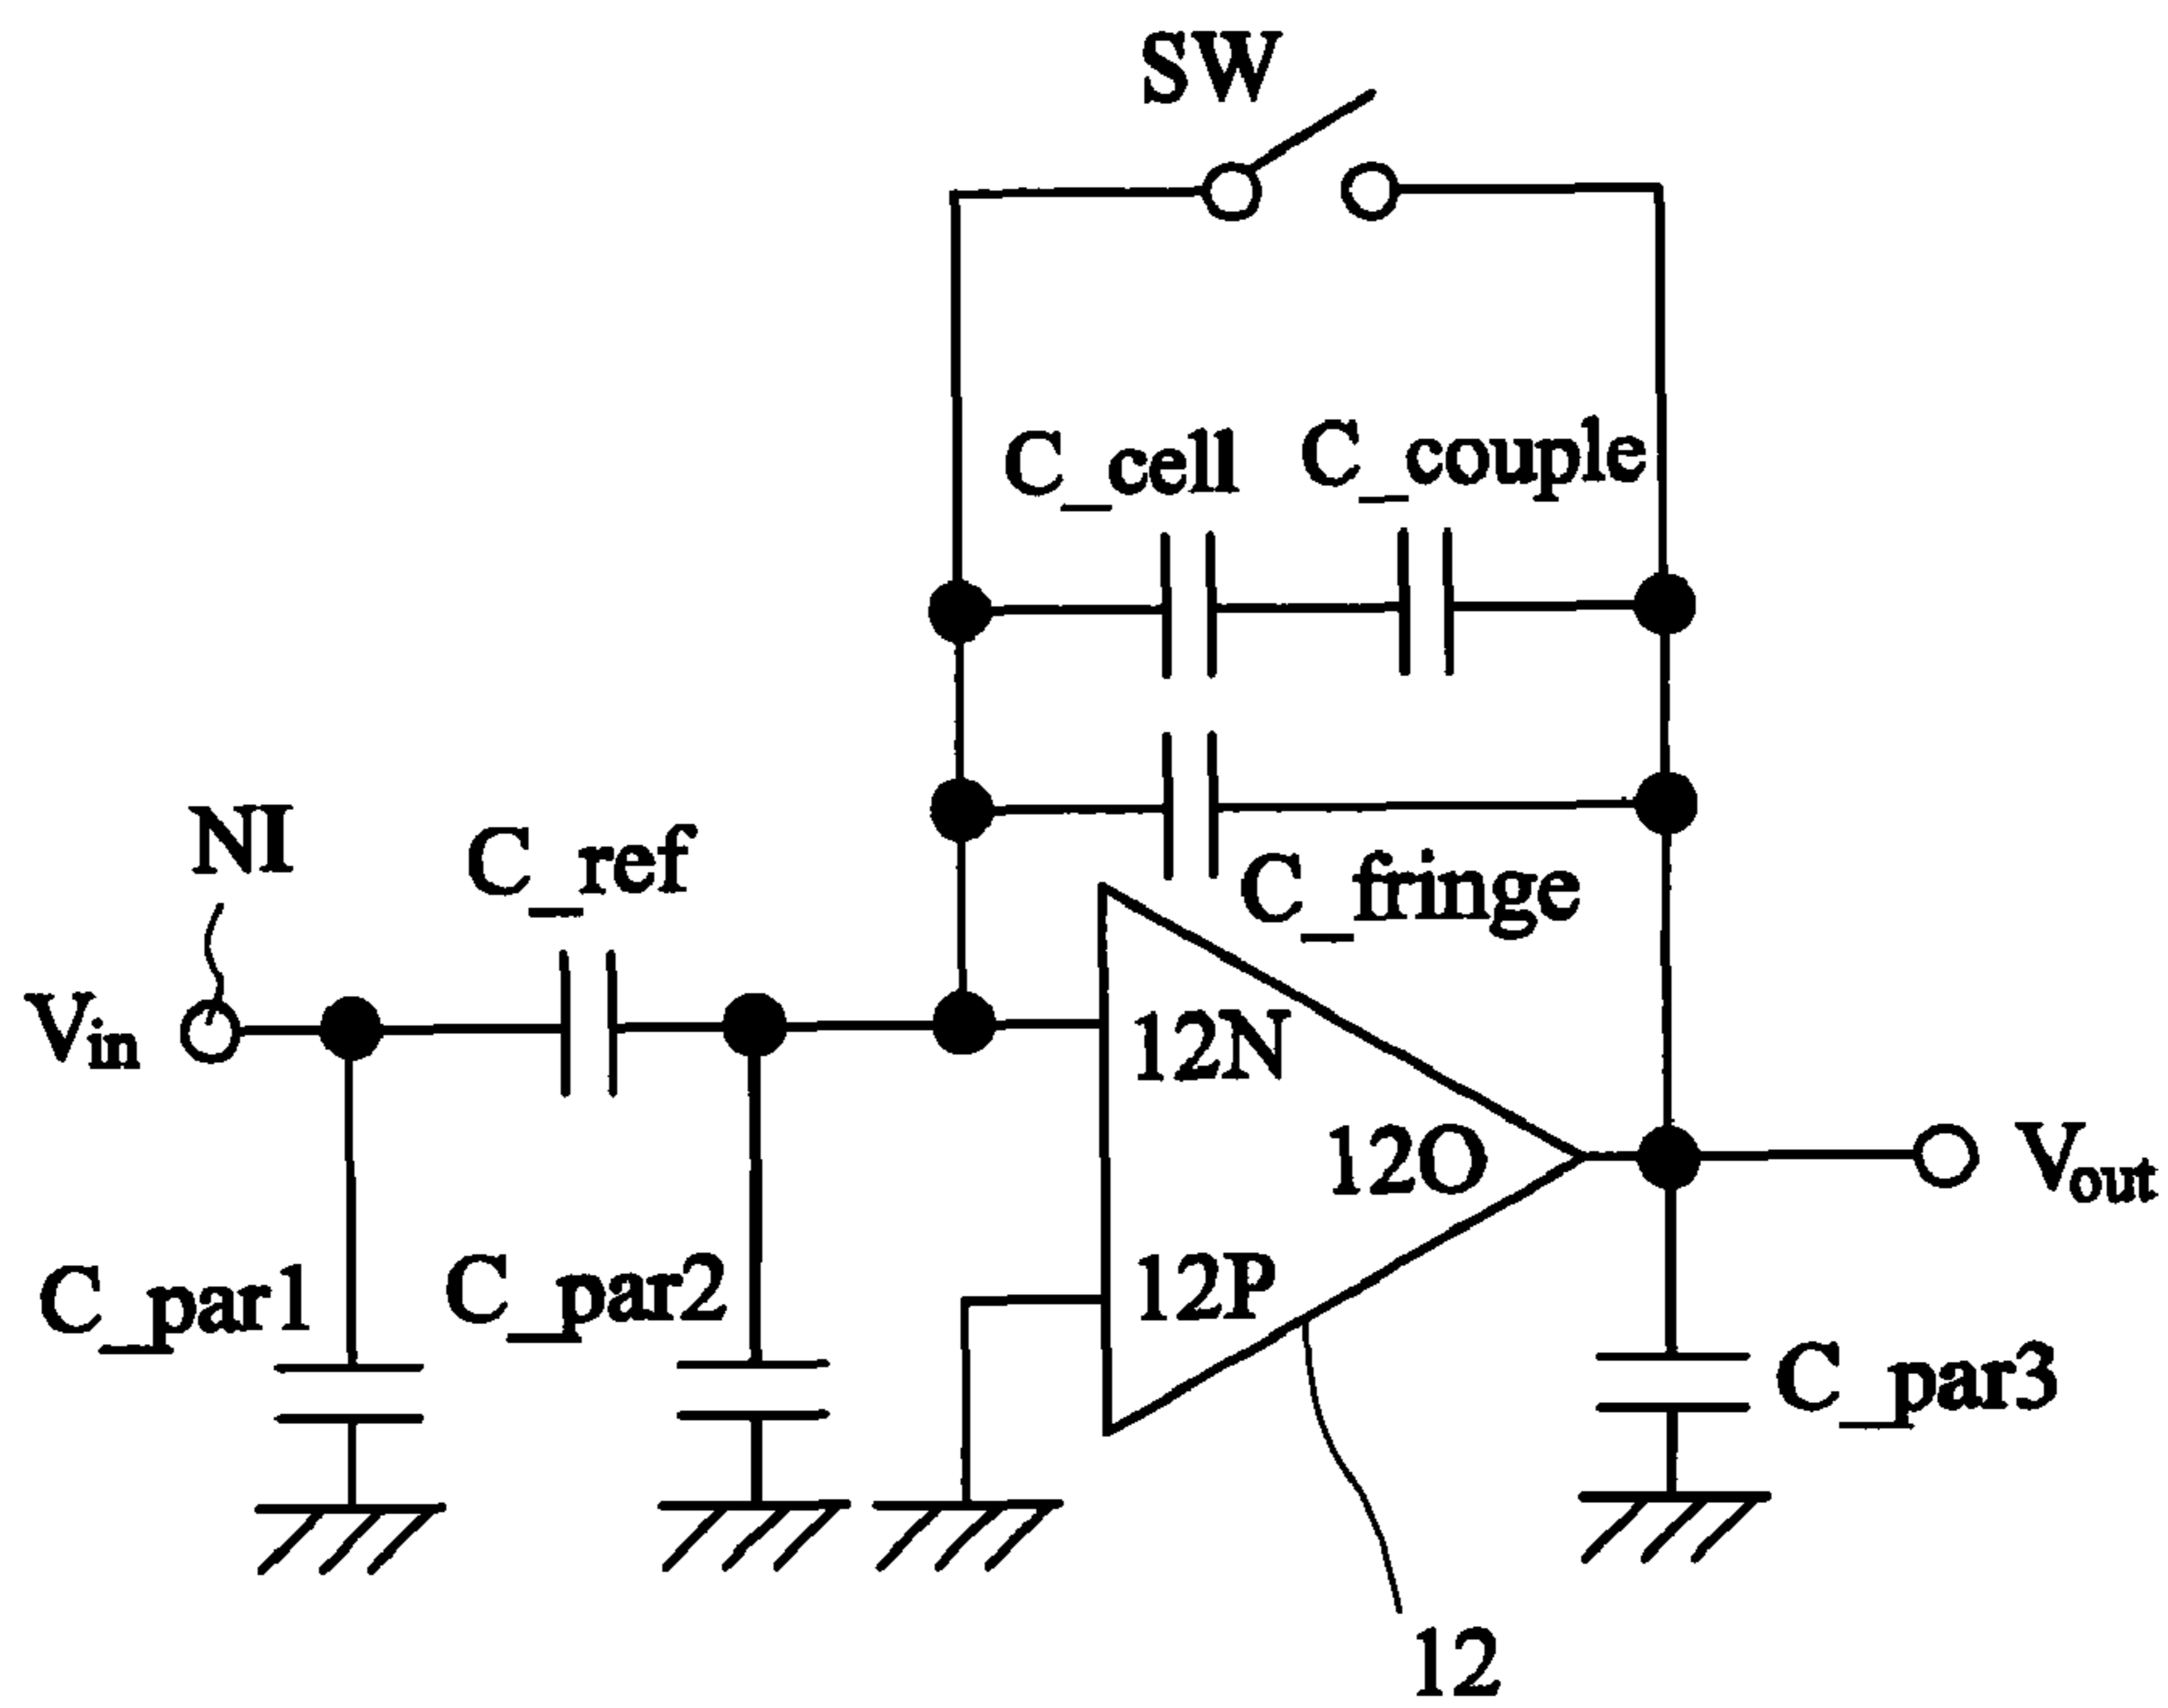 SW
C_cell
C_couple
NI
C_ref
C_fringe
Vin
12N
12O
Vout
12P
C_par1
C_par2
C_par3
12